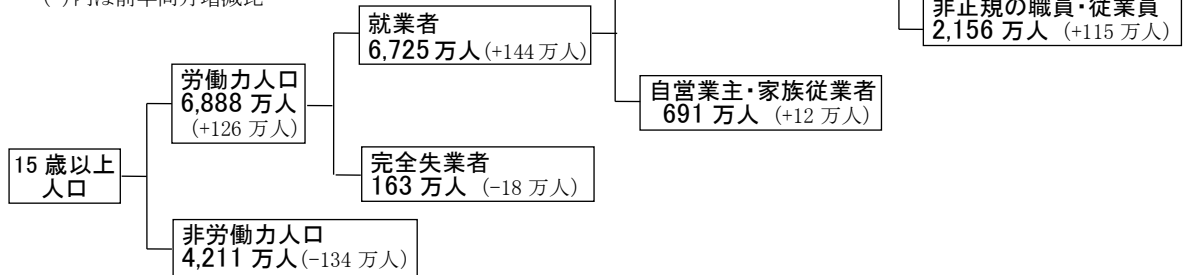 ( )内は前年同月増減比
非正規の職員・従業員
2,156 万人 (+115 万人)
就業者
6,725 万人(+144 万人)
自営業主・家族従業者
691 万人 (+12 万人)
労働力人口
6,888 万人
(+126 万人)
15 歳以上
人口
完全失業者
163 万人 (-18 万人)
非労働力人口
4,211 万人(-134 万人)